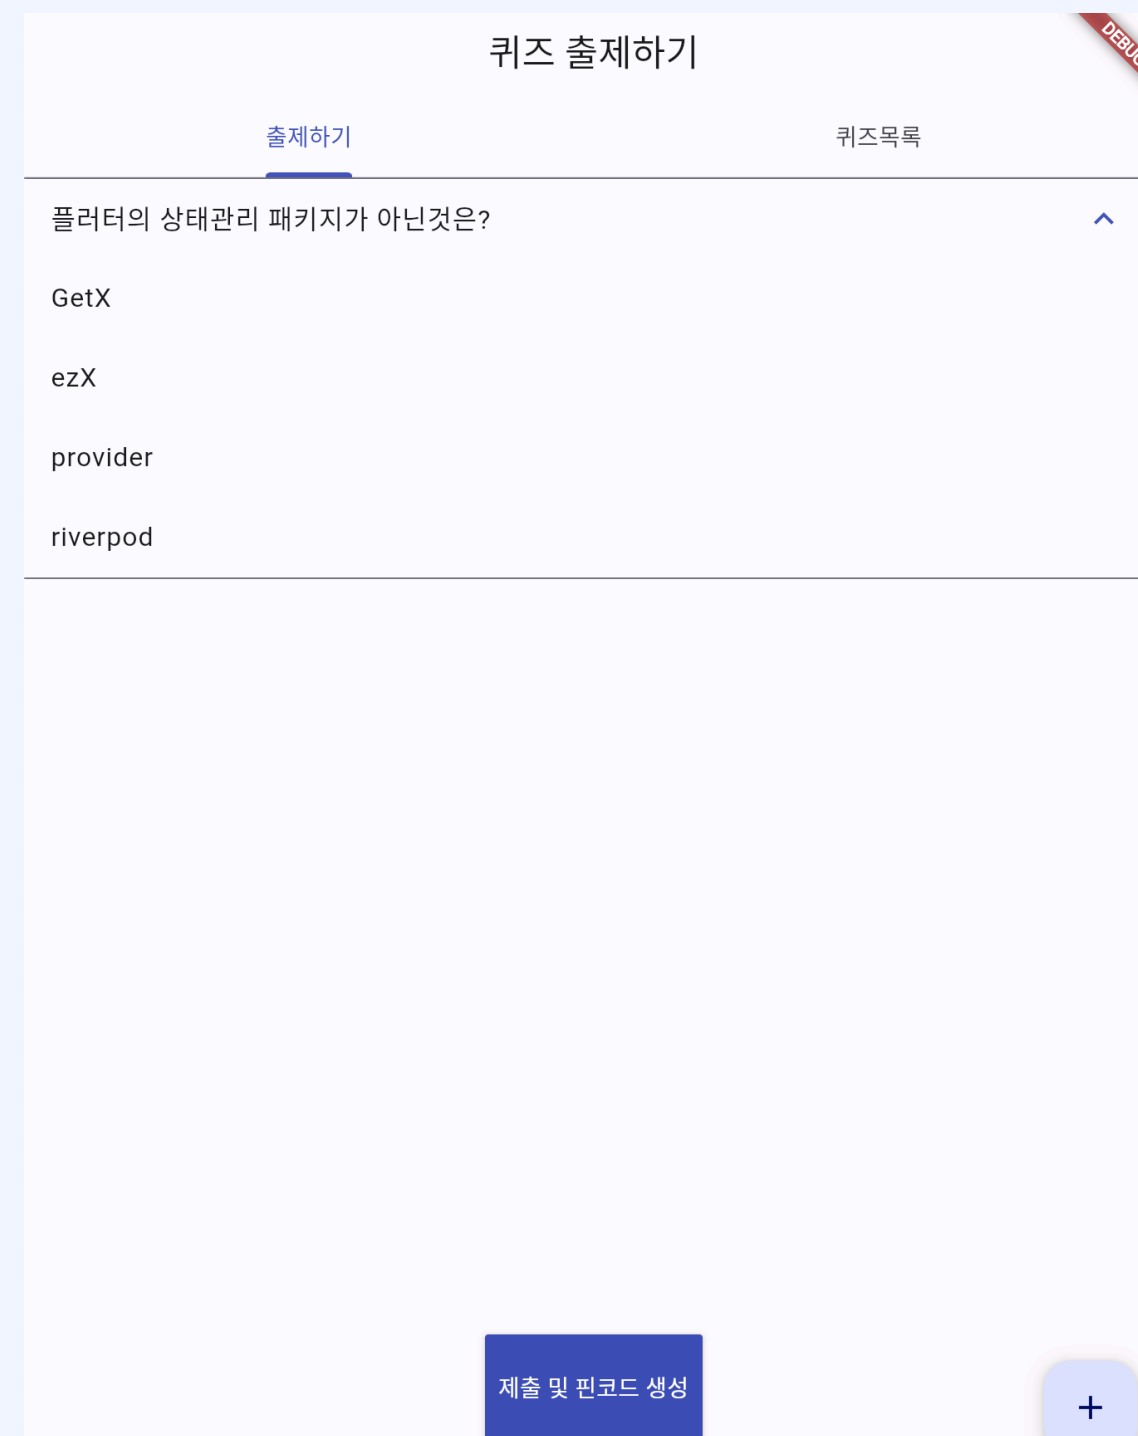 퀴즈 출제하기
출제하기
퀴즈목록
플러터의 상태관리 패키지가 아닌것은?
GetX
ezX
provider
riverpod
제출 및 핀코드 생성
+